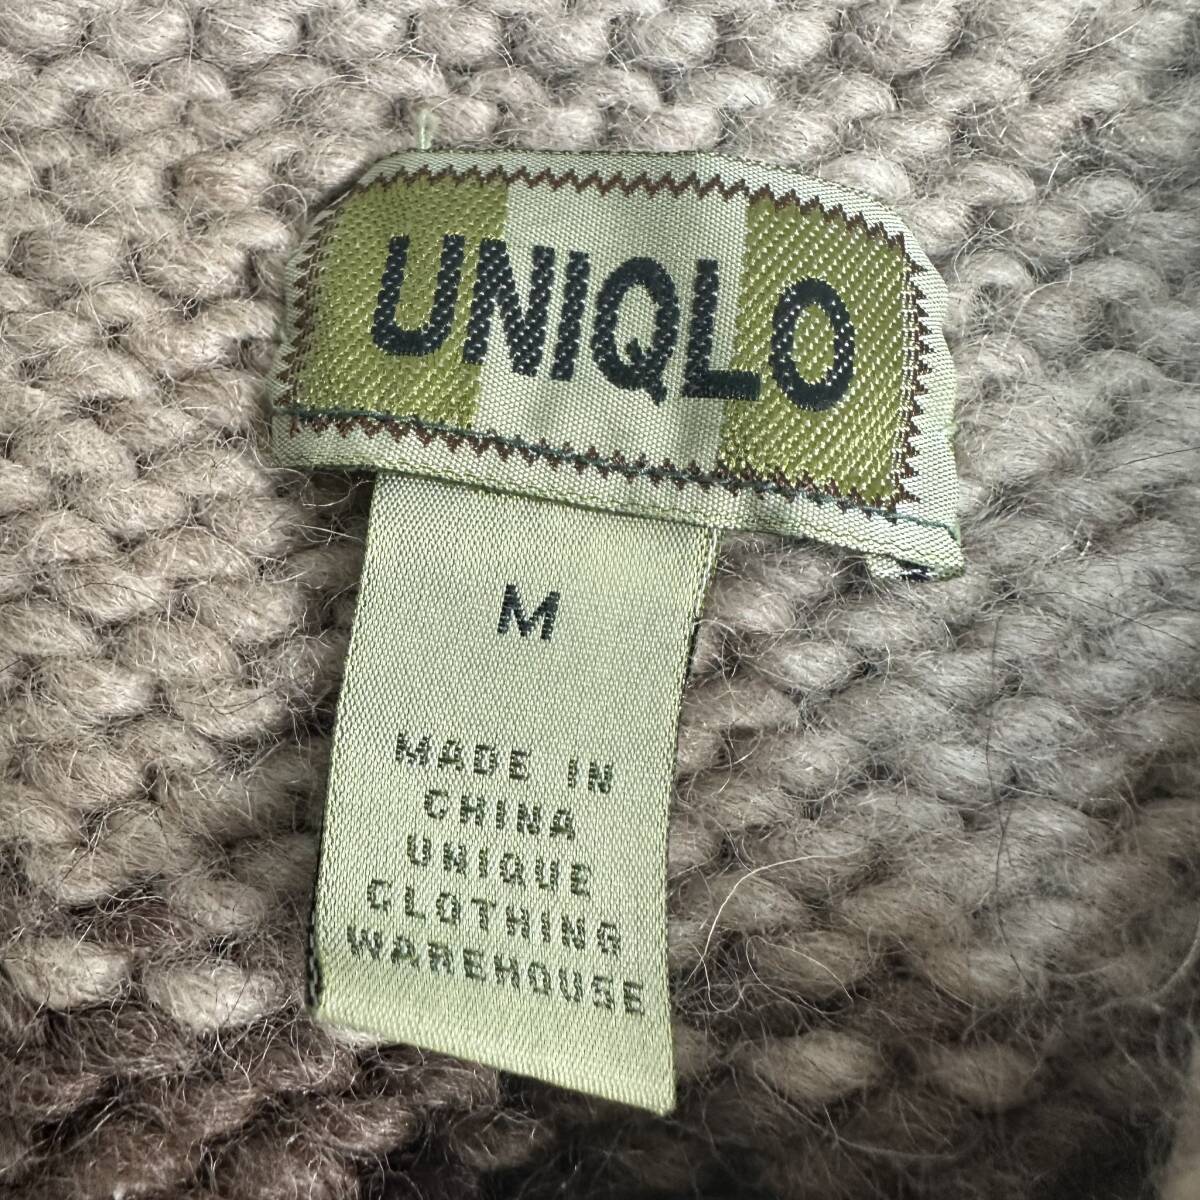 UNIQLO
M
MADE IN
CHINA
UNIQUE
CLOTHING
WAREHOUSE